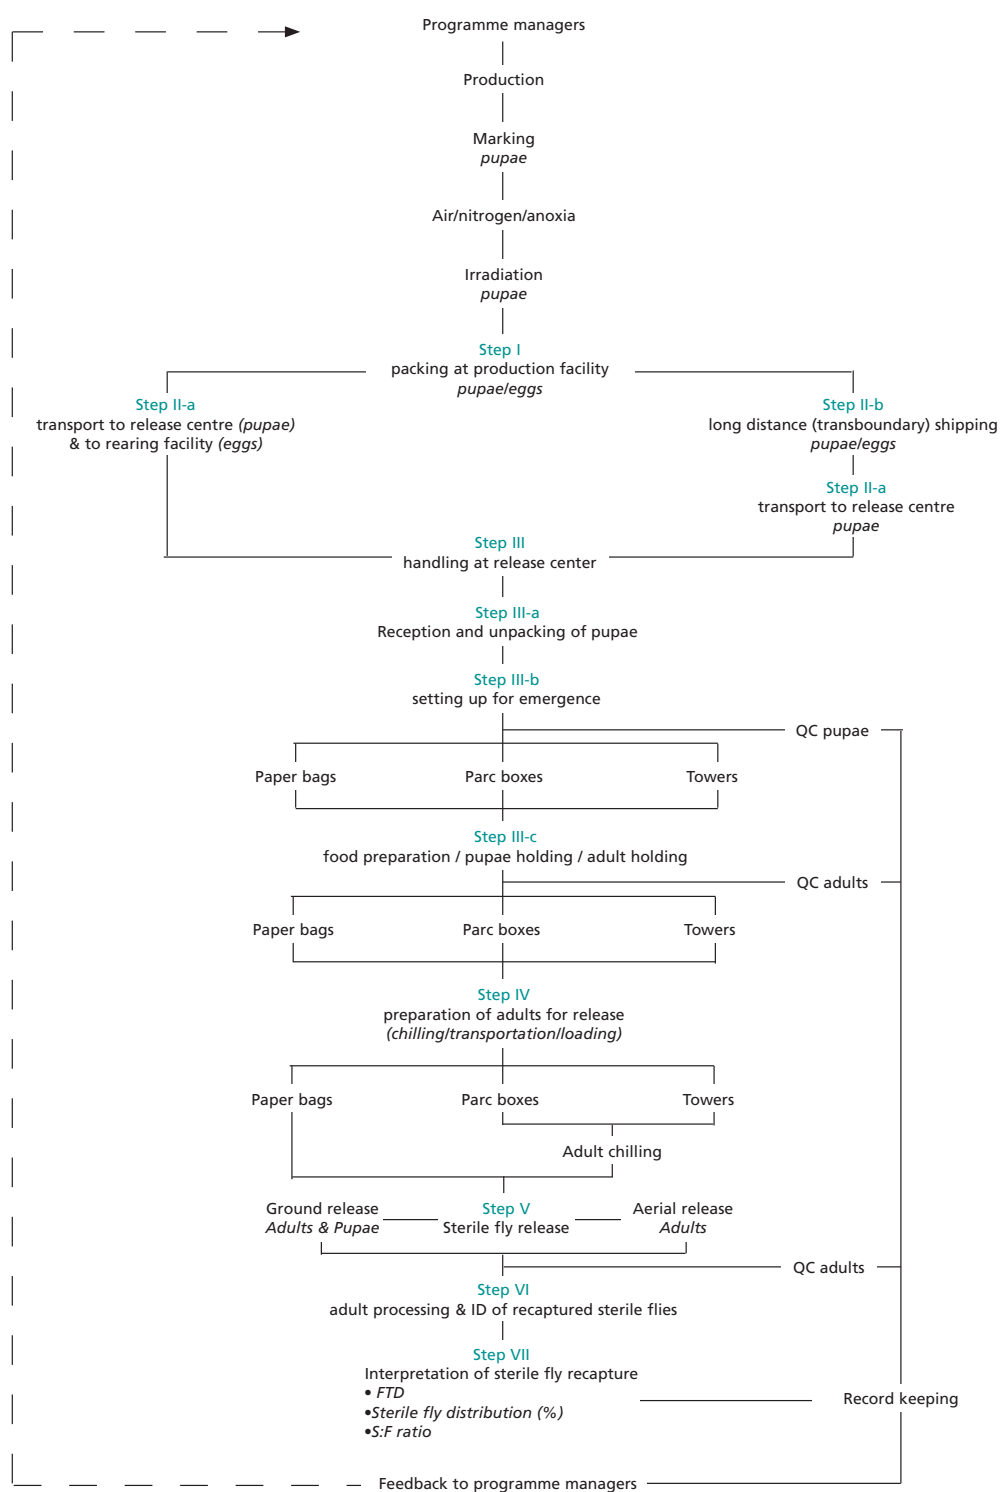 Programme managers
Production
Marking
pupae
Air/nitrogen/anoxia
Irradiation
pupae
Step I
packing at production facility
pupae/eggs
Step II-a
transport to release centre (pupae)
& to rearing facility (eggs)
Step II-b
long distance (transboundary) shipping
pupae/eggs
Step II-a
transport to release centre
pupae
Step III
handling at release center
Step III-a
Reception and unpacking of pupae
Step III-b
setting up for emergence
QC pupae
Paper bags
Parc boxes
Towers
Step III-c
food preparation / pupae holding / adult holding
QC adults
Paper bags
Parc boxes
Towers
Step IV
preparation of adults for release
(chilling/transportation/loading)
Paper bags
Parc boxes
Towers
Adult chilling
Ground release
Adults & Pupae
Step V
Sterile fly release
Aerial release
Adults
QC adults
Step VI
adult processing & ID of recaptured sterile flies
Step VII
Interpretation of sterile fly recapture
• FTD
•Sterile fly distribution (%)
•S:F ratio
Record keeping
Feedback to programme managers